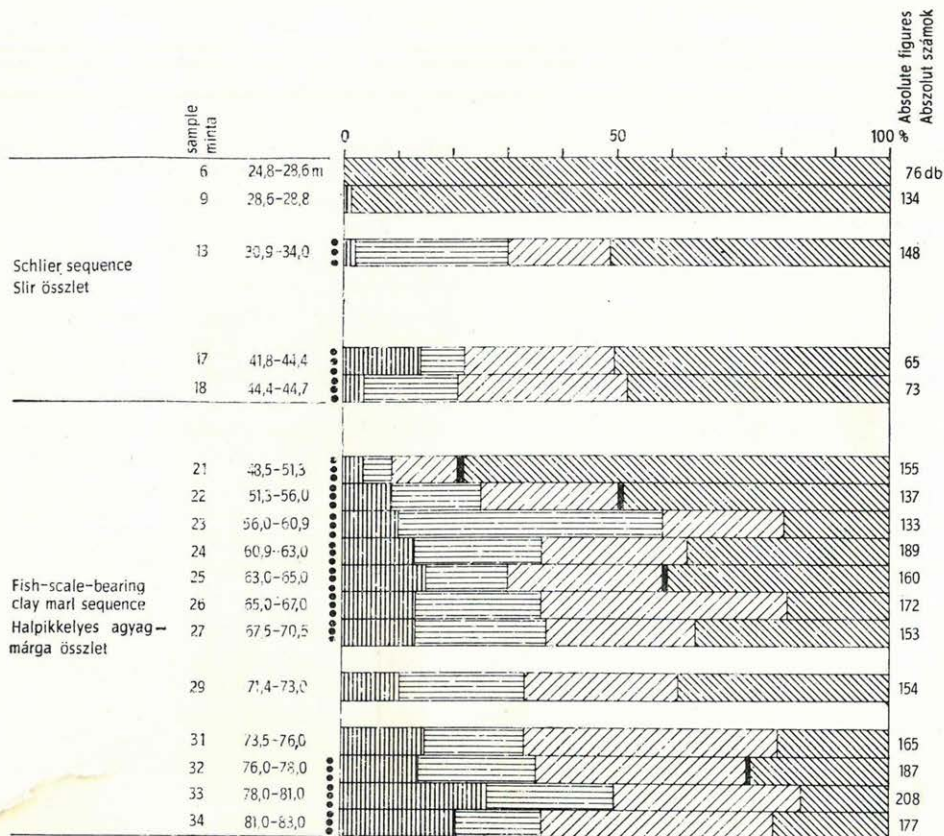 Absolute figures
Abszolut számok
sample
minta
0 50 100 %
6 24,8-28,6 m 76 db
9 28,6-28,8 134
13 30,9-34,0 148
Schlier sequence
Slir összlet
17 41,8-44,4 65
18 44,4-44,7 73
21 48,5-51,3 155
22 51,3-56,0 137
23 56,0-60,9 133
24 60,9-63,0 189
25 63,0-65,0 160
Fish-scale-bearing
clay marl sequence
26 65,0-67,0 172
Halpikkelyes agyag-
márga összlet
27 67,5-70,5 153
29 71,4-73,0 154
31 73,5-76,0 165
32 76,0-78,0 187
33 78,0-81,0 208
34 81,0-83,0 177